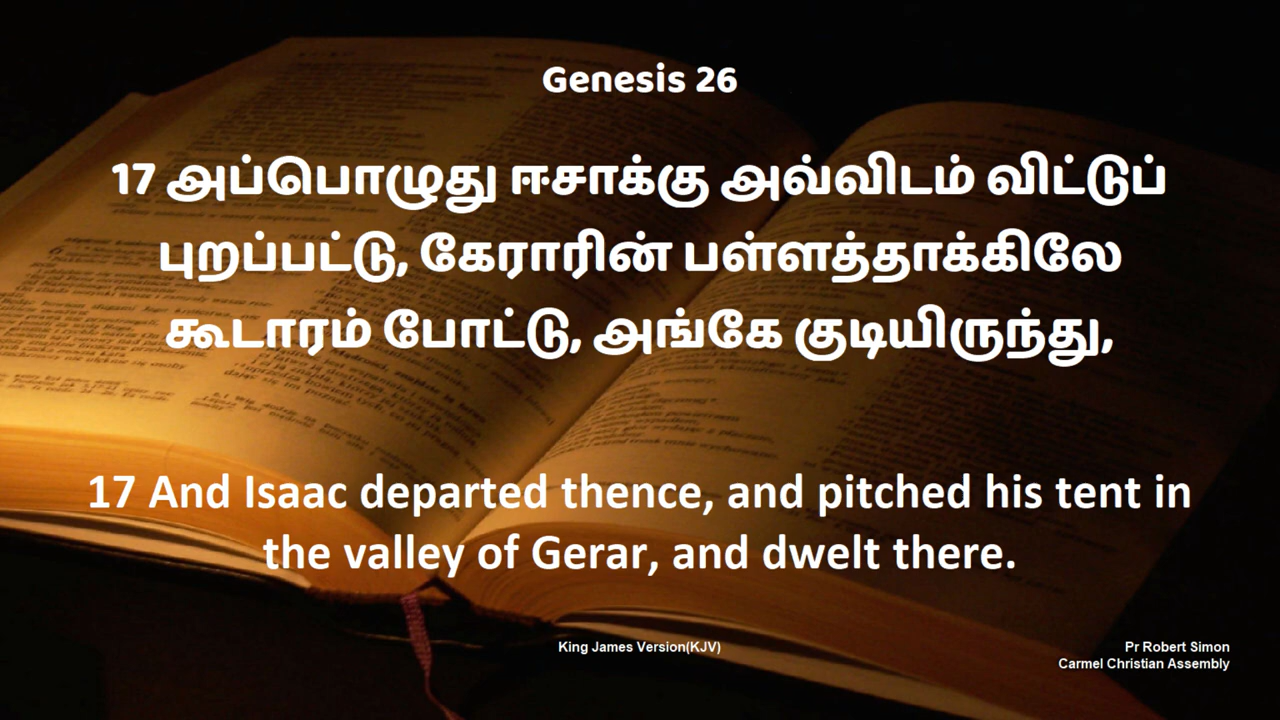 Genesis 26
17 அப்பொழுது ஈசாக்கு அவ்விடம் விட்டுப்
புறப்பட்டு, கேராரின் பள்ளத்தாக்கிலே
கூடாரம் போட்டு, அங்கே குடியிருந்து,
17 And Isaac departed thence, and pitched his tent in
the valley of Gerar, and dwelt there.
King James Version(KJV)
Pr Robert Simon
Carmel Christian Assembly